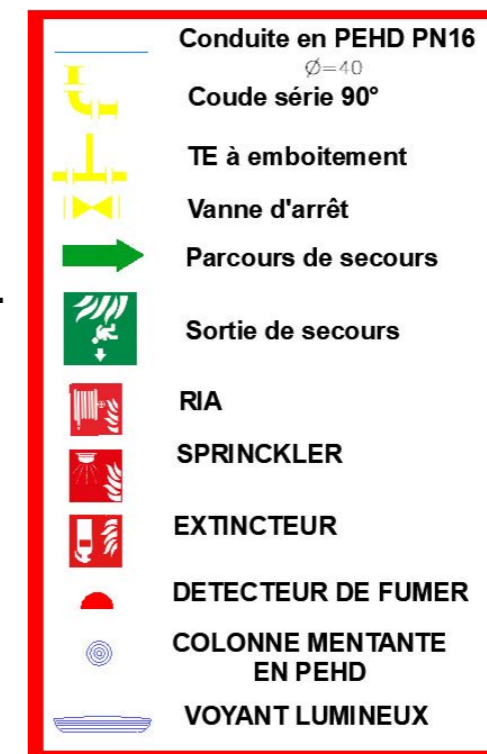 Conduite en PEHD PN16
Ø=40
Coude série 90°
TE à emboitement
Vanne d'arrêt
Parcours de secours
Sortie de secours
RIA
SPRINCKLER
EXTINCTEUR
DETECTEUR DE FUMER
COLONNE MENTANTE
EN PEHD
VOYANT LUMINEUX